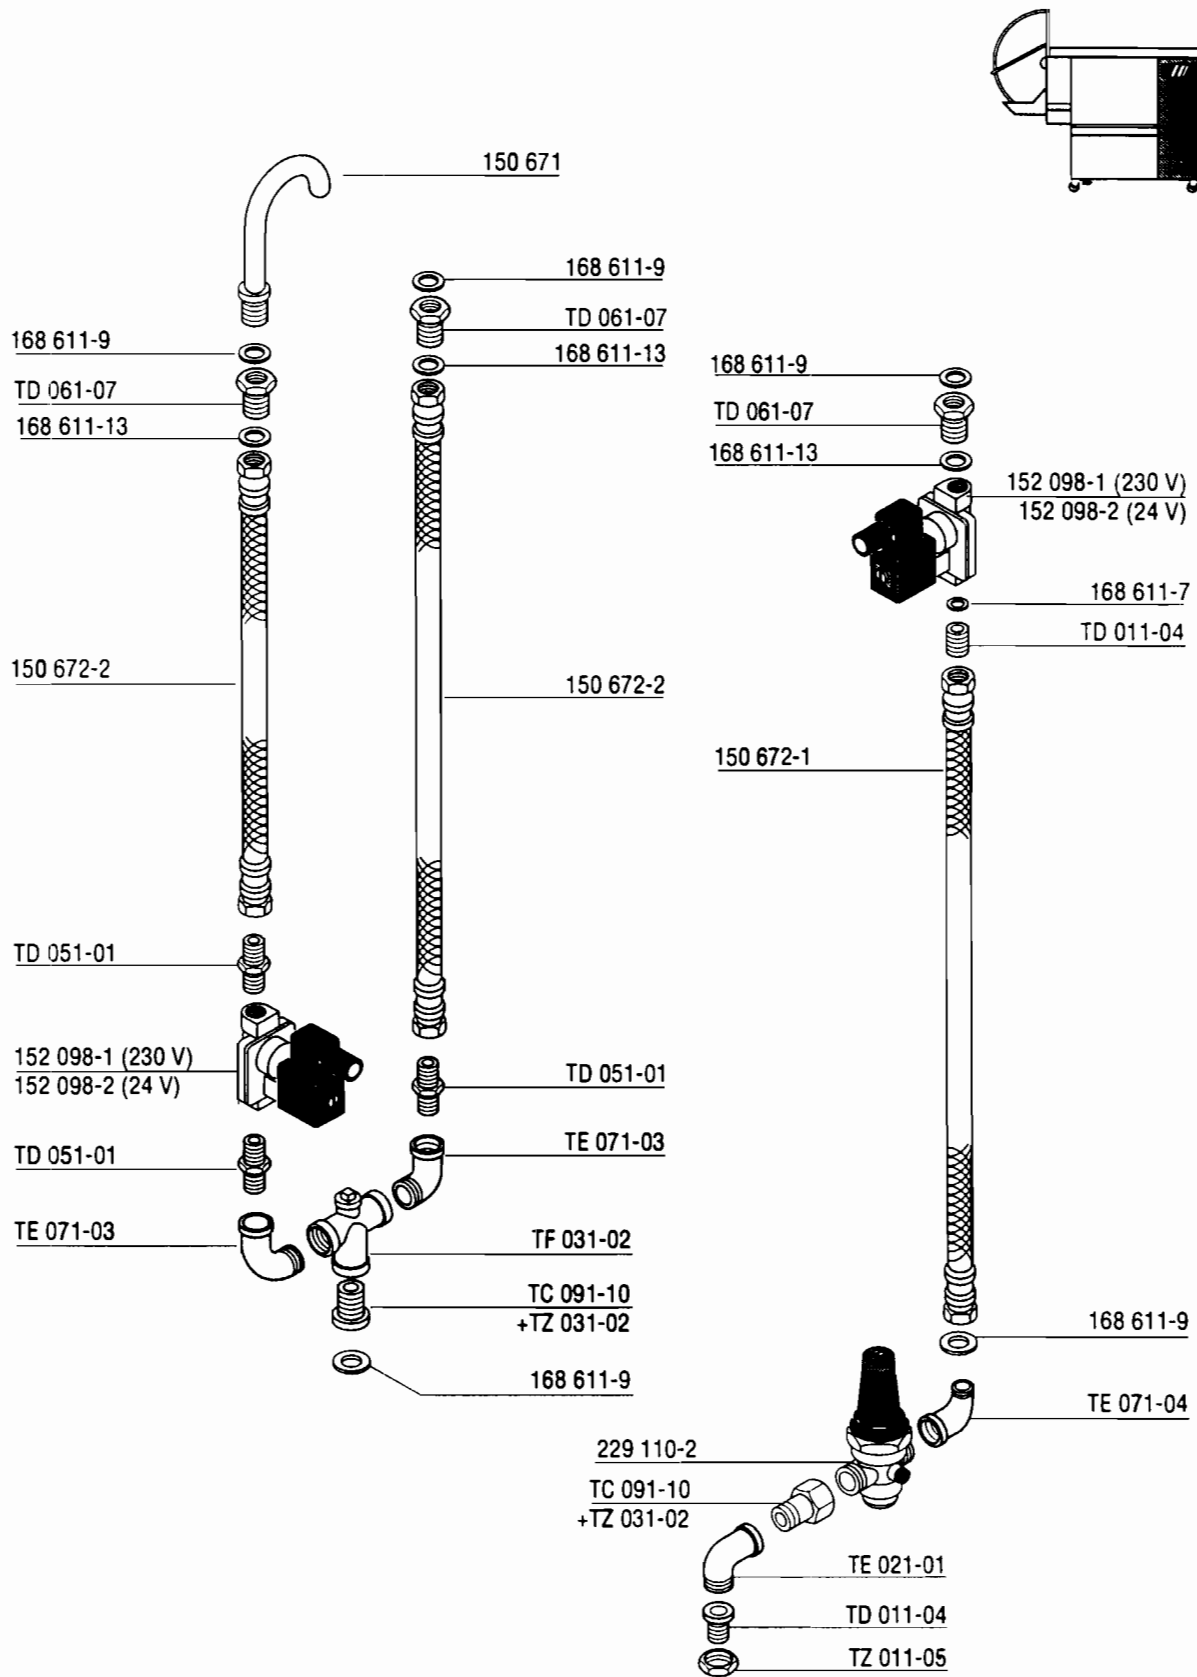 150 671
168 611-9
TD 061-07
168 611-13
150 672-2
TD 051-01
152 098-1 (230 V)
152 098-2 (24 V)
TD 051-01
TE 071-03
168 611-9
TD 061-07
168 611-13
150 672-2
TD 051-01
TE 071-03
TF 031-02
TC 091-10
+TZ 031-02
168 611-9
168 611-9
TD 061-07
168 611-13
152 098-1 (230 V)
152 098-2 (24 V)
168 611-7
TD 011-04
150 672-1
168 611-9
TE 071-04
229 110-2
TC 091-10
+TZ 031-02
TE 021-01
TD 011-04
TZ 011-05